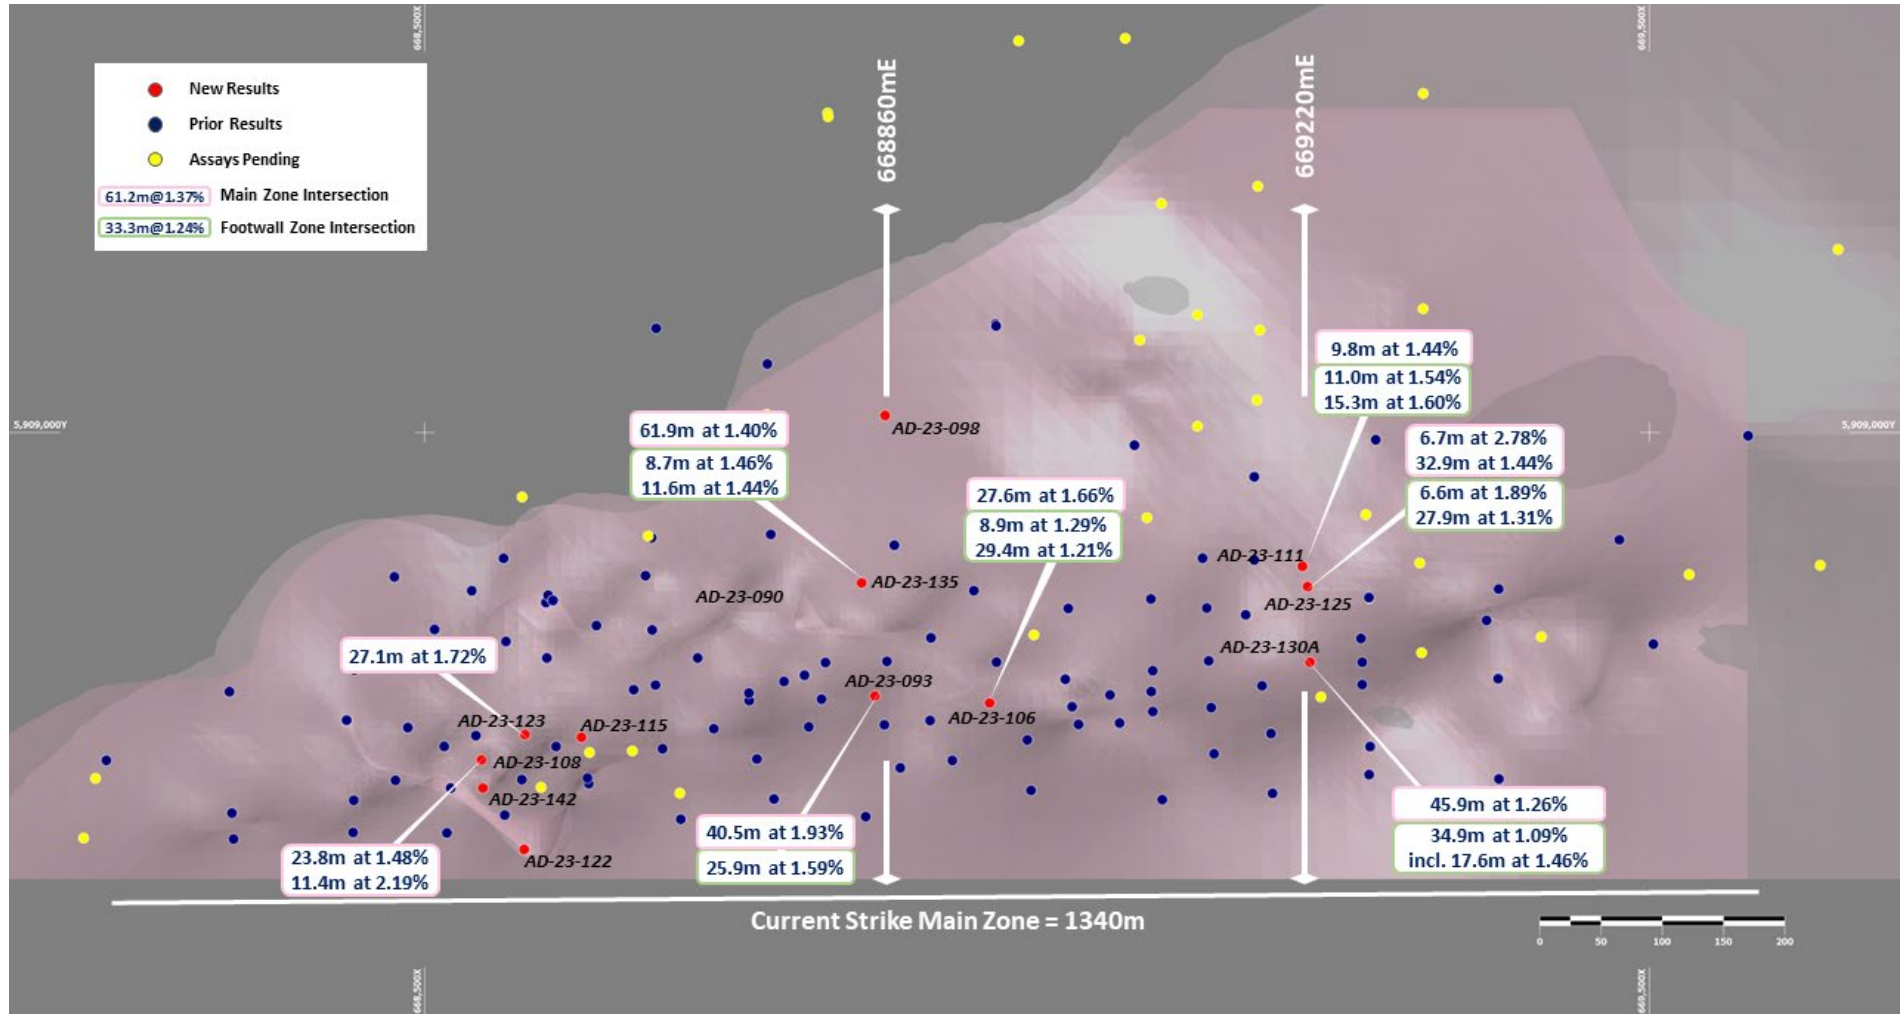 668,500X
669,500X
New Results
Prior Results
Assays Pending
61.2m@1.37% Main Zone Intersection
33.3m@1.24% Footwall Zone Intersection
668860mE
669220mE
5,909,000Y
5,909,000Y
9.8m at 1.44%
11.0m at 1.54%
15.3m at 1.60%
AD-23-098
61.9m at 1.40%
8.7m at 1.46%
11.6m at 1.44%
6.7m at 2.78%
32.9m at 1.44%
6.6m at 1.89%
27.9m at 1.31%
27.6m at 1.66%
8.9m at 1.29%
29.4m at 1.21%
AD-23-111
AD-23-135
AD-23-090
AD-23-125
AD-23-130A
27.1m at 1.72%
AD-23-093
AD-23-106
AD-23-123
AD-23-115
AD-23-108
AD-23-142
AD-23-122
23.8m at 1.48%
11.4m at 2.19%
40.5m at 1.93%
25.9m at 1.59%
45.9m at 1.26%
34.9m at 1.09%
incl. 17.6m at 1.46%
Current Strike Main Zone = 1340m
0 50 100 150 200
668,500X
669,500X